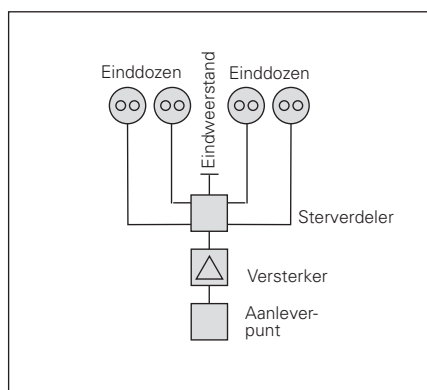 Einddozen
Eindweerstand
Einddozen
Sterverdeler
Versterker
Aanlever-
punt